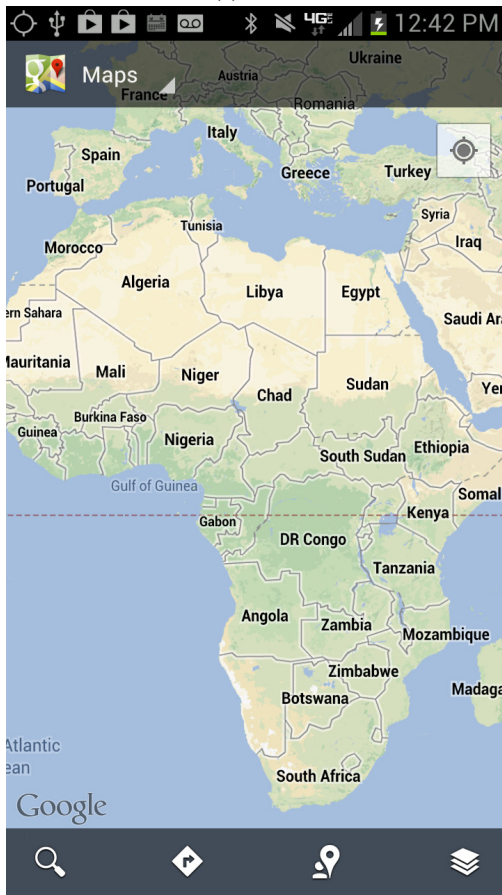 4G 12:42 PM
Maps
Ukraine
Austria
France
Romania
Italy
Spain
Greece
Turkey
Portugal
Syria
Tunisia
Iraq
Morocco
Algeria
Libya
Egypt
ern Sahara
Saudi Ara
Mauritania
Mali
Niger
Sudan
Yer
Chad
Burkina Faso
Guinea
Nigeria
Ethiopia
South Sudan
Gulf of Guinea
Somal
Kenya
Gabon
DR Congo
Tanzania
Angola
Zambia
Mozambique
Zimbabwe
Madaga
Botswana
Atlantic
ean
South Africa
Google